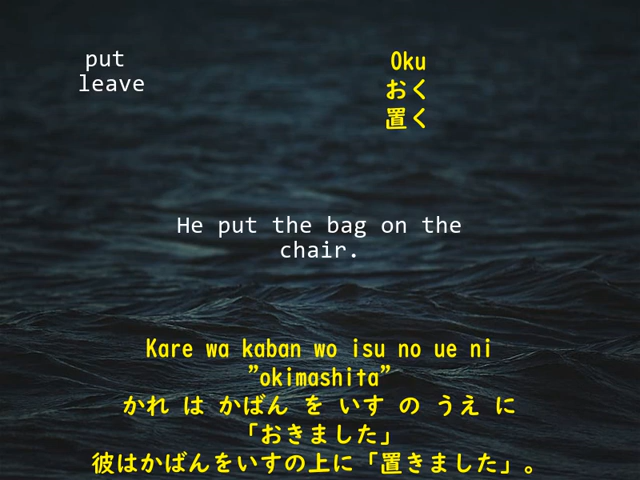 put
leave
Oku
おく
置く
He put the bag on the
chair.
Kare wa kaban wo isu no ue ni
”okimashita”
かれ は かばん を いす の うえ に
「おきました」
彼はかばんをいすの上に「置きました」。